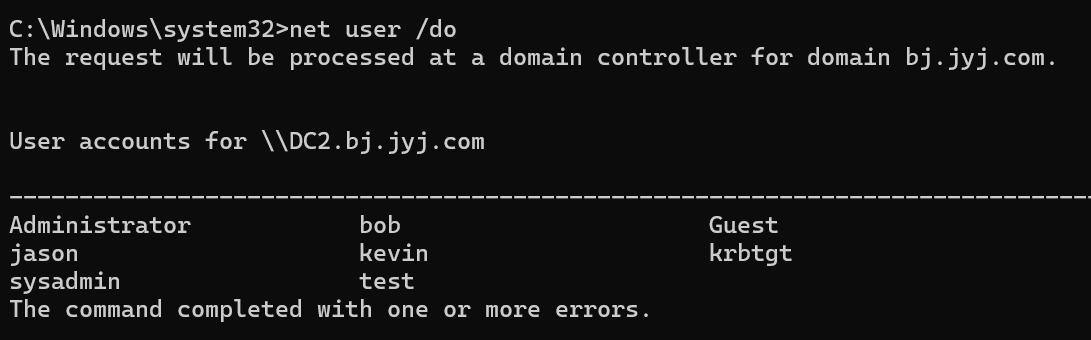 C:\Windows\system32>net user /do
The request will be processed at a domain controller for domain bj.jyj.com.
User accounts for \\DC2.bj.jyj.com
-------------------------------------------------------------------------------
Administrator            bob                      Guest
jason                    kevin                    krbtgt
sysadmin                 test
The command completed with one or more errors.